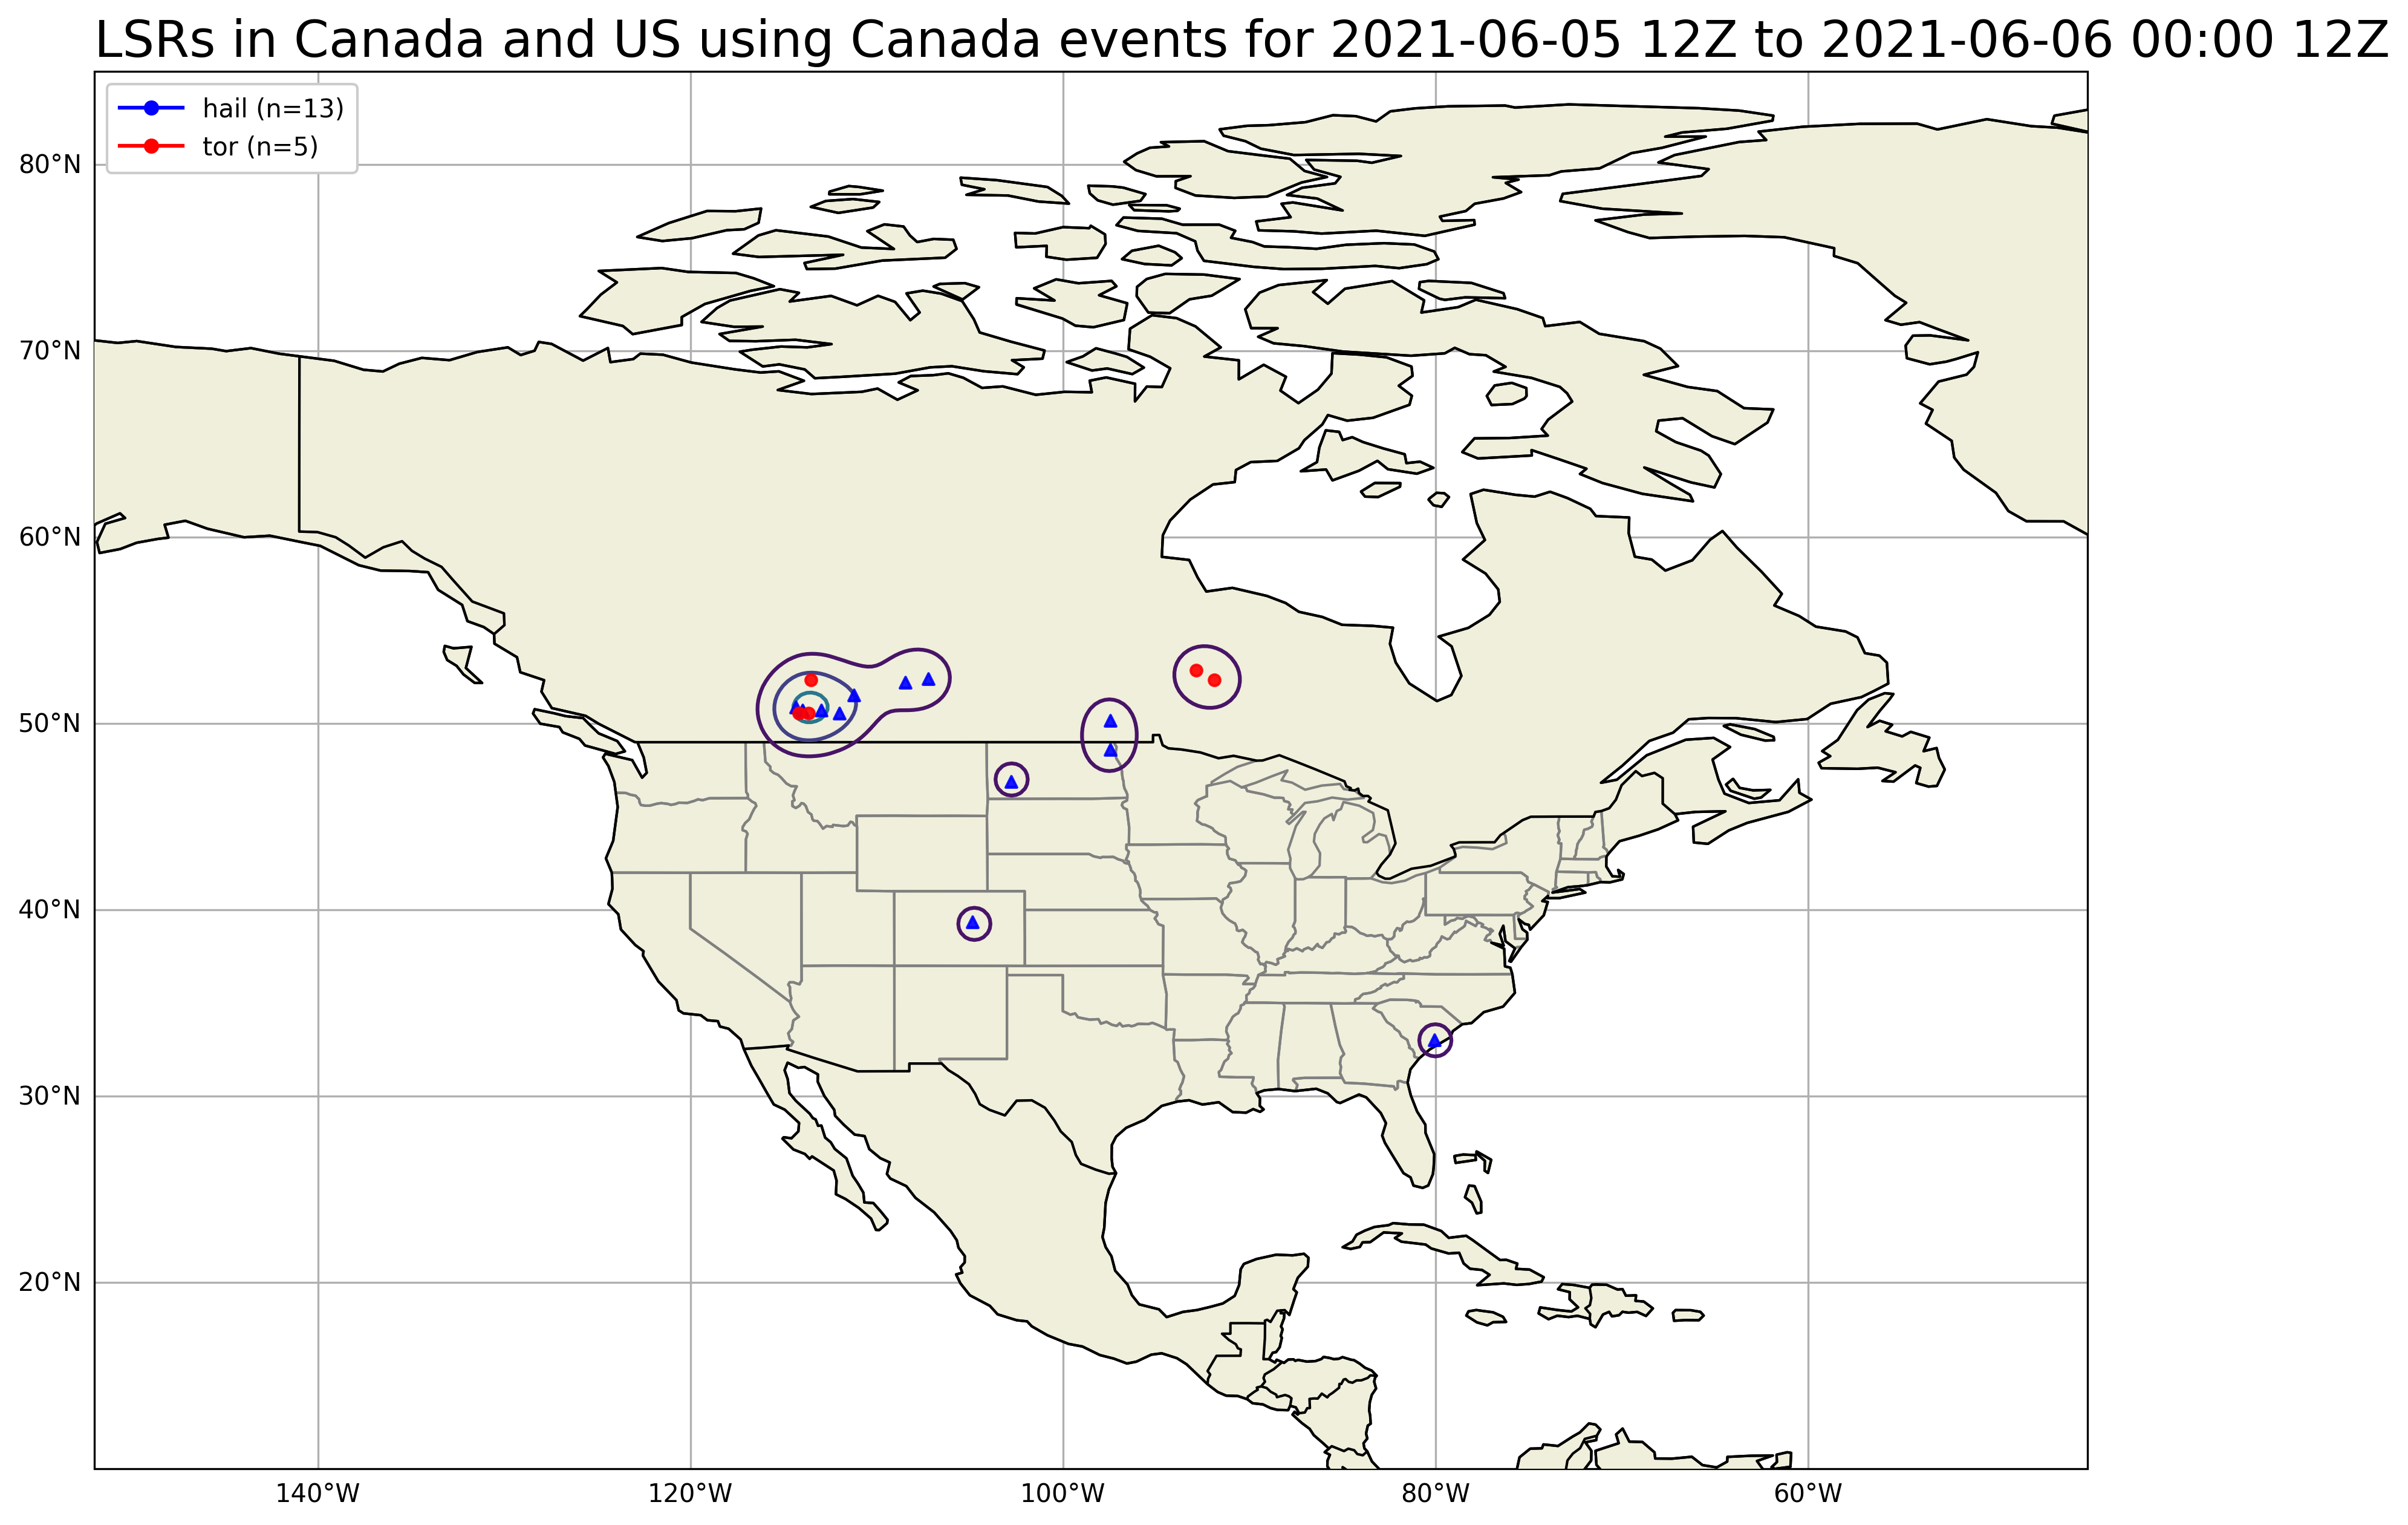 LSRs in Canada and US using Canada events for 2021-06-05 12Z to 2021-06-06 00:00 12Z
hail (n=13)
tor (n=5)
80°N
70°N
60°N
50°N
40°N
30°N
20°N
140°W 120°W 100°W 80°W 60°W